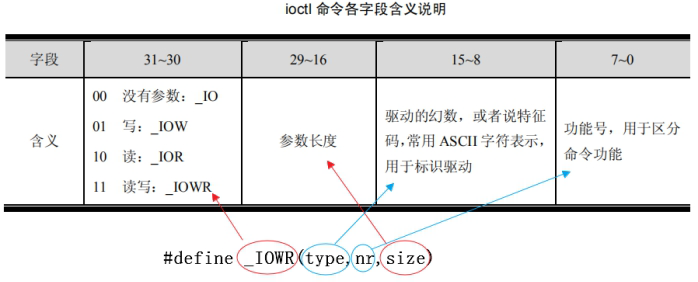 ioctl 命令各字段含义说明
字段 31~30 29~16 15~8 7~0
含义
00 没有参数：_IO
01 写：_IOW
10 读：_IOR
11 读写：_IOWR
参数长度
驱动的幻数，或者说特征
码，常用 ASCII 字符表示，
用于标识驱动
功能号，用于区分
命令功能
#define _IOWR(type,nr,size)